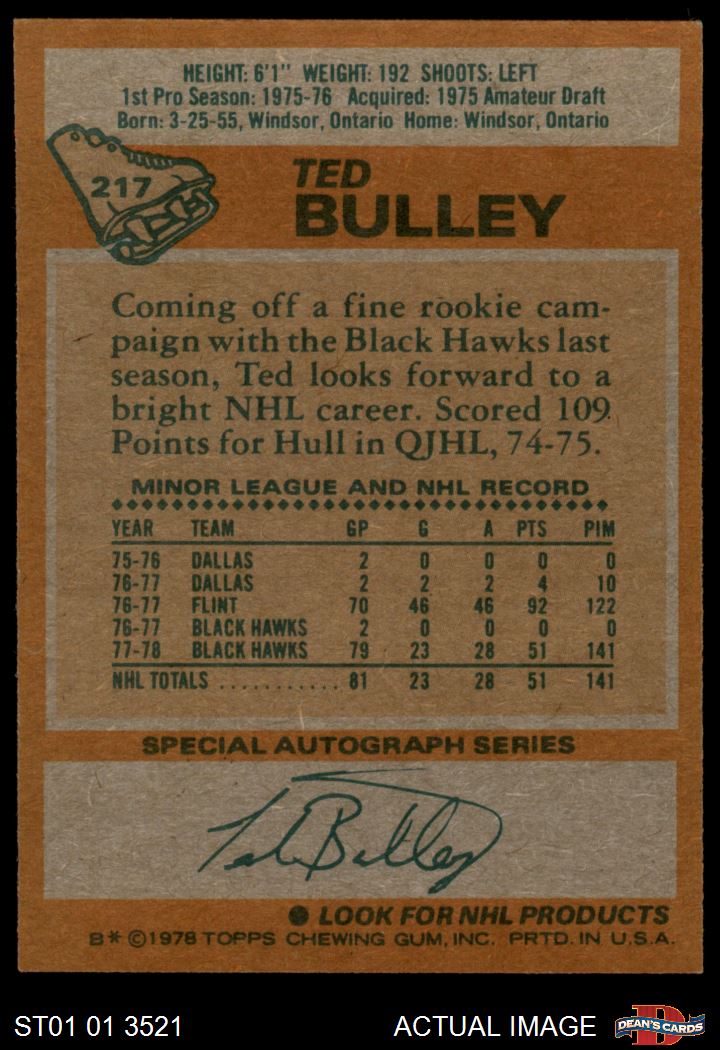 HEIGHT: 6'1" WEIGHT: 192 SHOOTS: LEFT
1st Pro Season: 1975-76 Acquired: 1975 Amateur Draft
Born: 3-25-55, Windsor, Ontario Home: Windsor, Ontario
217
TED
BULLEY
Coming off a fine rookie cam-
paign with the Black Hawks last
season, Ted looks forward to a
bright NHL career. Scored 109
Points for Hull in QJHL, 74-75.
MINOR LEAGUE AND NHL RECORD
YEAR TEAM GP G A PTS PIM
75-76 DALLAS 2 0 0 0 0
76-77 DALLAS 2 2 2 4 10
76-77 FLINT 70 46 46 92 122
76-77 BLACK HAWKS 2 0 0 0 0
77-78 BLACK HAWKS 79 23 28 51 141
NHL TOTALS ........... 81 23 28 51 141
SPECIAL AUTOGRAPH SERIES
Ted Bulley
● LOOK FOR NHL PRODUCTS
B* ©1978 TOPPS CHEWING GUM, INC. PRTD. IN U.S.A.
ST01 01 3521 ACTUAL IMAGE D DEAN'S CARDS